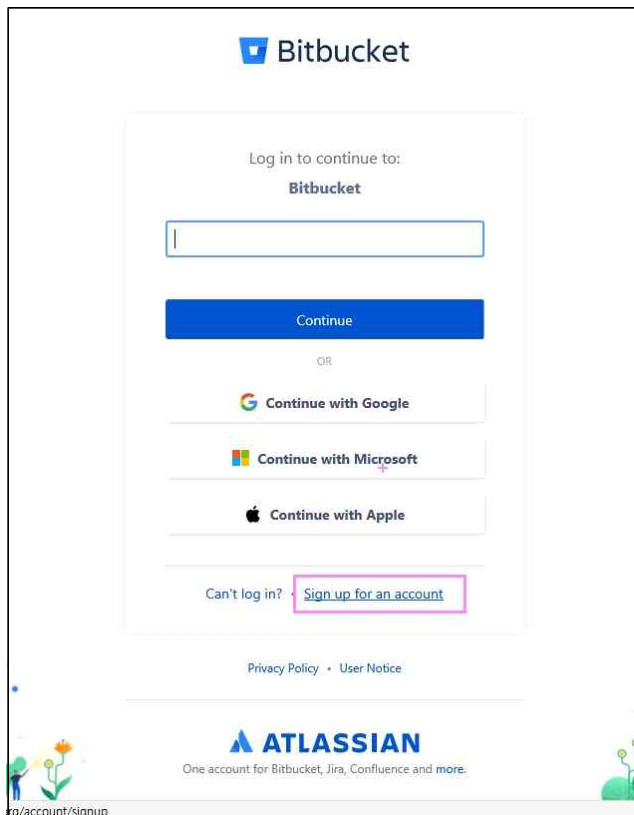 Bitbucket
Log in to continue to:
Bitbucket
Continue
OR
Continue with Google
Continue with Microsoft
Continue with Apple
Can't log in? • Sign up for an account
Privacy Policy • User Notice
ATLASSIAN
One account for Bitbucket, Jira, Confluence and more.
rg/account/signup